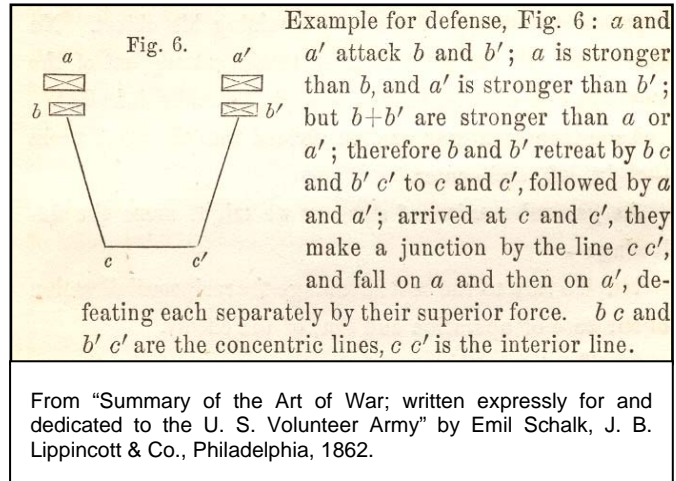 Fig. 6.
a
a′
b
b′
c
c′
Example for defense, Fig. 6 : a and
a′ attack b and b′ ; a is stronger
than b, and a′ is stronger than b′ ;
but b+b′ are stronger than a or
a′ ; therefore b and b′ retreat by b c
and b′ c′ to c and c′, followed by a
and a′ ; arrived at c and c′, they
make a junction by the line c c′,
and fall on a and then on a′, de-
feating each separately by their superior force. b c and
b′ c′ are the concentric lines, c c′ is the interior line.
From “Summary of the Art of War; written expressly for and
dedicated to the U. S. Volunteer Army” by Emil Schalk, J. B.
Lippincott & Co., Philadelphia, 1862.